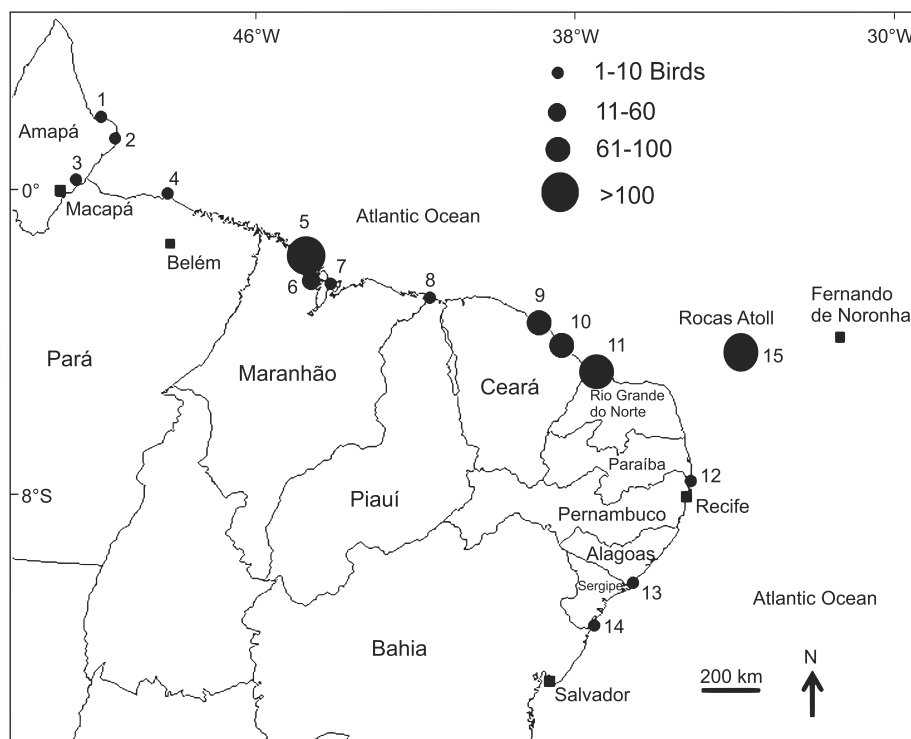 46°W
38°W
30°W
1-10 Birds
11-60
61-100
>100
1
2
Amapá
3
4
0°
Macapá
Belém
Atlantic Ocean
5
6
7
8
9
10
11
Rocas Atoll
15
Fernando
de Noronha
Pará
Maranhão
Ceará
Rio Grande
do Norte
Paraíba
12
8°S
Piauí
Pernambuco
Recife
Alagoas
Sergipe
13
Atlantic Ocean
14
Bahia
Salvador
200 km
N